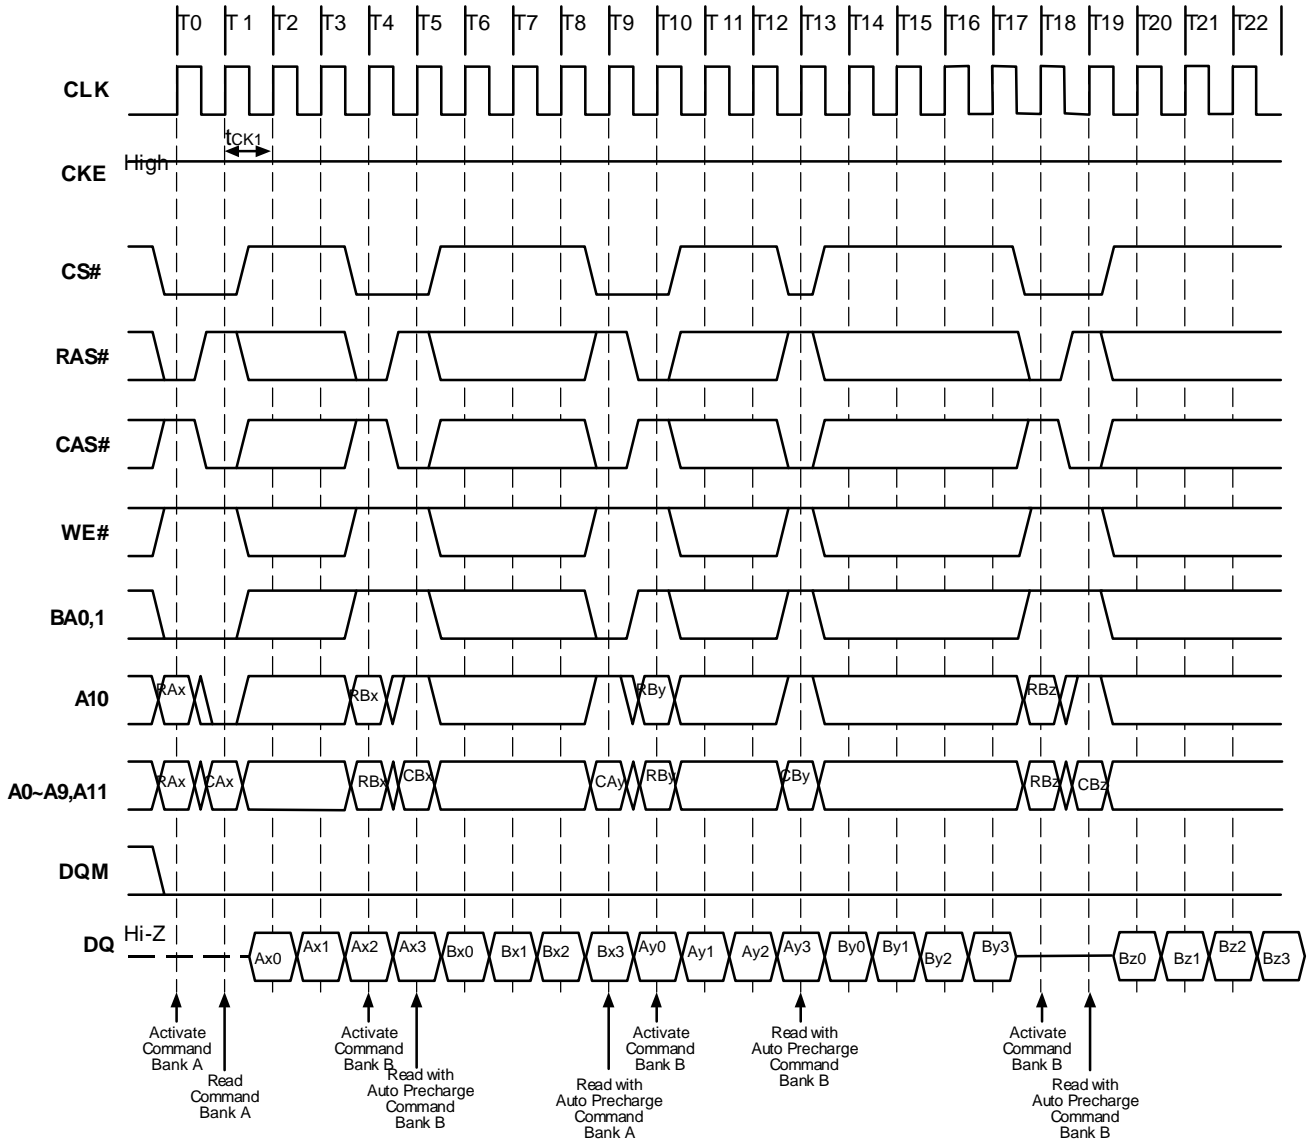 T0 T 1 T2 T3 T4 T5 T6 T7 T8 T9 T10 T 11 T12 T13 T14 T15 T16 T17 T18 T19 T20 T21 T22
CLK
tCK1
High
CKE
CS#
RAS#
CAS#
WE#
BA0,1
A10 RAx RBx RBy RBz
A0~A9,A11 RAx CAx RBx CBx CAy RBy CBy RBz CBz
DQM
DQ Hi-Z Ax0 Ax1 Ax2 Ax3 Bx0 Bx1 Bx2 Bx3 Ay0 Ay1 Ay2 Ay3 By0 By1 By2 By3 Bz0 Bz1 Bz2 Bz3
Activate
Command
Bank A
Read
Command
Bank A
Activate
Command
Bank B
Read with
Auto Precharge
Command
Bank B
Read with
Auto Precharge
Command
Bank A
Activate
Command
Bank B
Read with
Auto Precharge
Command
Bank B
Activate
Command
Bank B
Read with
Auto Precharge
Command
Bank B